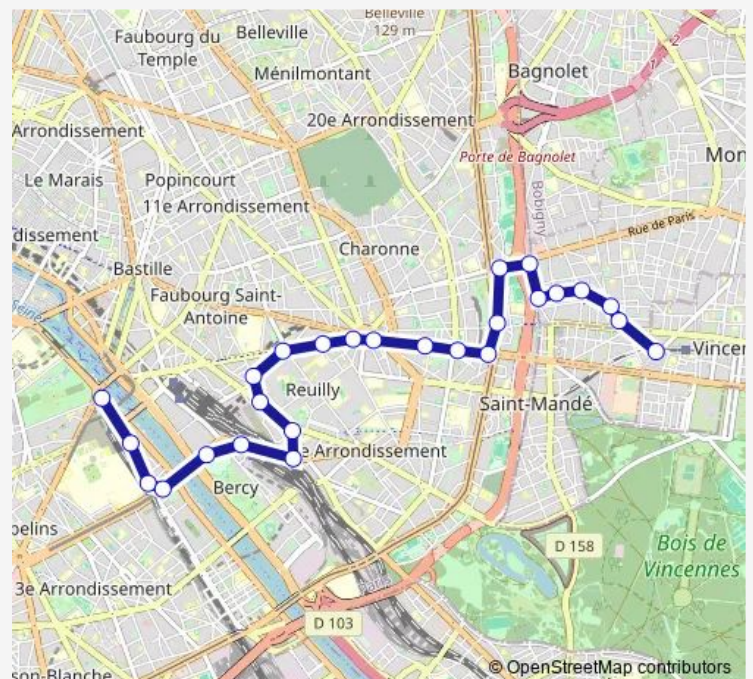 Belleville
129 m
Faubourg du
Temple
Belleville
Ménilmontant
Bagnolet
2
1
Arrondissement
20e Arrondissement
Porte de Bagnolet
Mon
Le Marais
Popincourt
11e Arrondissement
Bobigny
Rue de Paris
dissement
Charonne
Bastille
Faubourg Saint-
Antoine
Seine
Vincen
Reuilly
Saint-Mandé
e Arrondissement
Bercy
belins
D 158
Bois de
Vincennes
3e Arrondissement
D 103
son-Blanche
© OpenStreetMap contributors